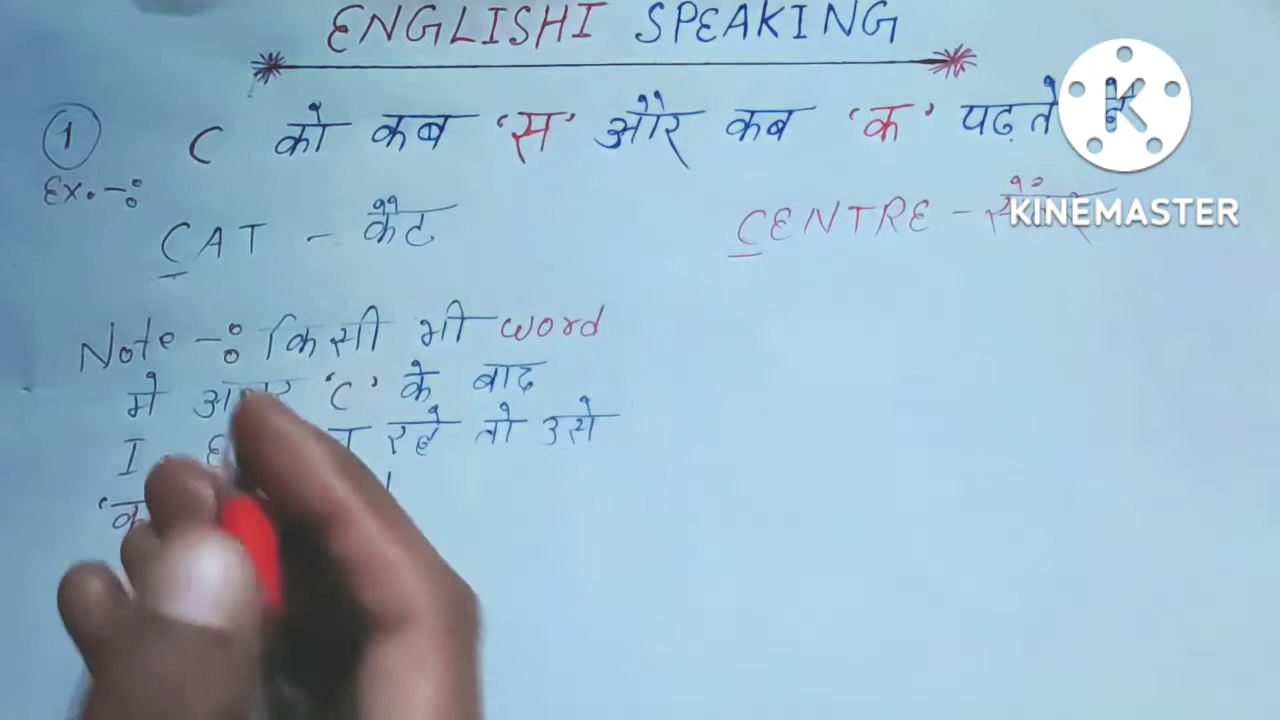 ENGLISHI SPEAKING
1 C को कब 'स' और कब 'क' पढ़ते
Ex. -:
CAT - कैट CENTRE -
KINEMASTER
Note -: किसी भी word
मे 'C' के बाद
I रहे तो उसे